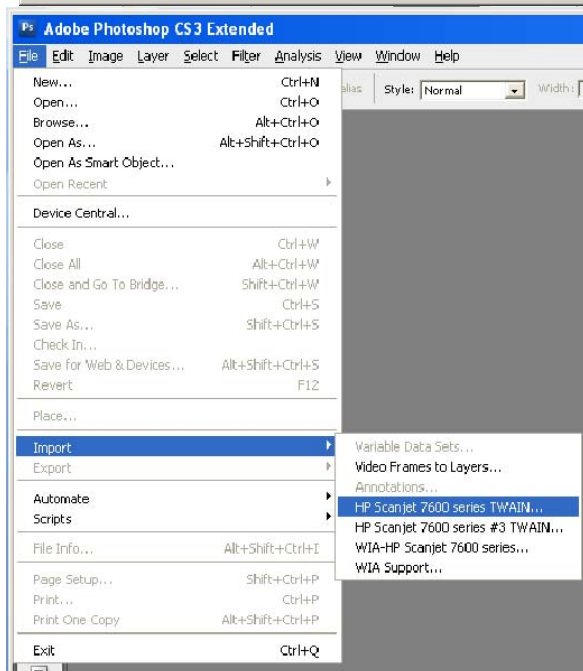 Ps Adobe Photoshop CS3 Extended
File Edit Image Layer Select Filter Analysis View Window Help
alias Style: Normal Width:
New... Ctrl+N
Open... Ctrl+O
Browse... Alt+Ctrl+O
Open As... Alt+Shift+Ctrl+O
Open As Smart Object...
Open Recent
Device Central...
Close Ctrl+W
Close All Alt+Ctrl+W
Close and Go To Bridge... Shift+Ctrl+W
Save Ctrl+S
Save As... Shift+Ctrl+S
Check In...
Save for Web & Devices... Alt+Shift+Ctrl+S
Revert F12
Place...
Import
Export
Automate
Scripts
File Info... Alt+Shift+Ctrl+I
Page Setup... Shift+Ctrl+P
Print... Ctrl+P
Print One Copy Alt+Shift+Ctrl+P
Exit Ctrl+Q
Variable Data Sets...
Video Frames to Layers...
Annotations...
HP Scanjet 7600 series TWAIN...
HP Scanjet 7600 series #3 TWAIN...
WIA-HP Scanjet 7600 series...
WIA Support...